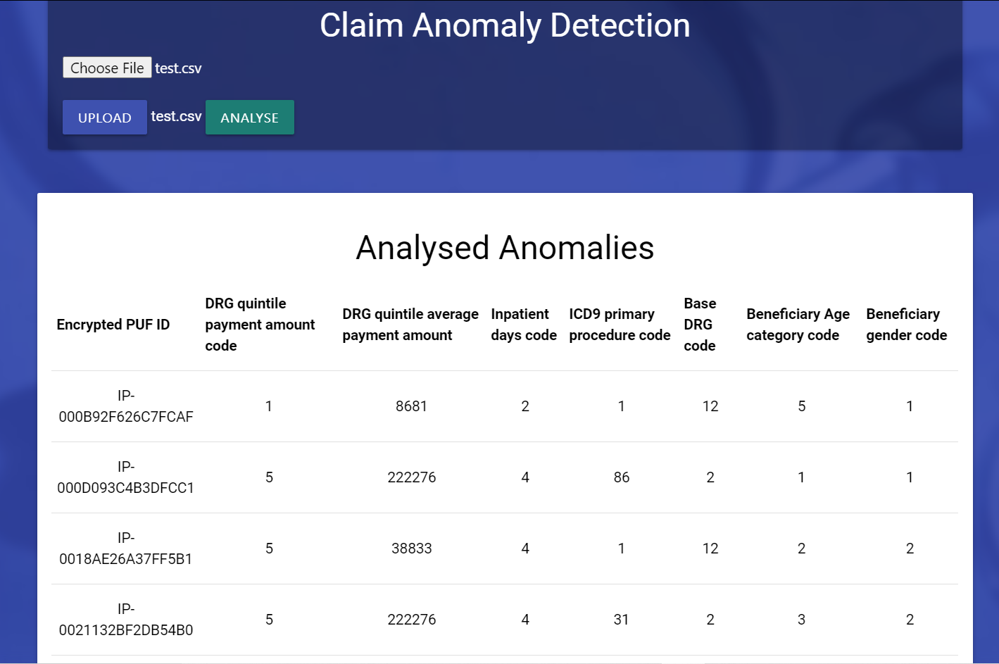 Claim Anomaly Detection
Choose File test.csv
UPLOAD test.csv ANALYSE
Analysed Anomalies
Encrypted PUF ID
DRG quintile
payment amount
code
DRG quintile average
payment amount
Inpatient
days code
ICD9 primary
procedure code
Base
DRG
code
Beneficiary Age
category code
Beneficiary
gender code
IP-
000B92F626C7FCAF 1 8681 2 1 12 5 1
IP-
000D093C4B3DFCC1 5 222276 4 86 2 1 1
IP-
0018AE26A37FF5B1 5 38833 4 1 12 2 2
IP-
0021132BF2DB54B0 5 222276 4 31 2 3 2